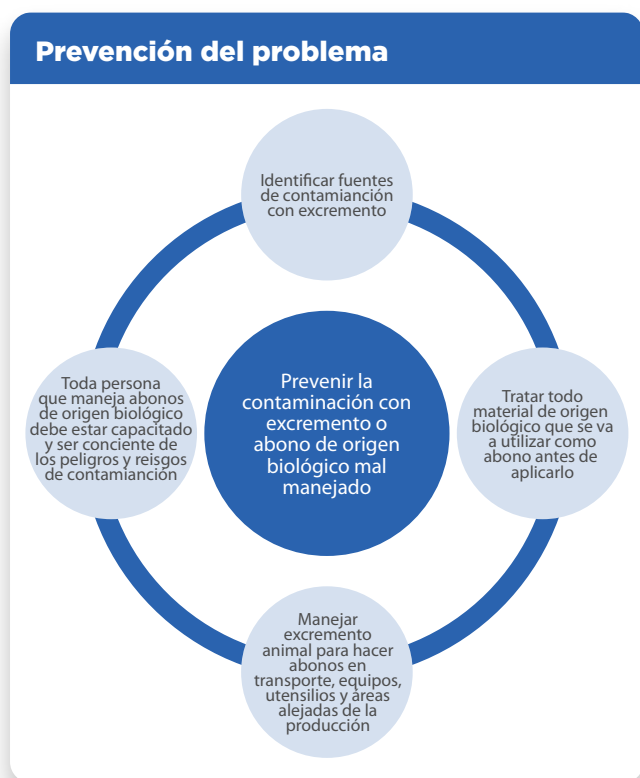 Prevención del problema
Identificar fuentes
de contamianción
con excremento
Toda persona
que maneja abonos
de origen biológico
debe estar capacitado
y ser conciente de
los peligros y reisgos
de contamianción
Prevenir la
contaminación con
excremento o
abono de origen
biológico mal
manejado
Tratar todo
material de origen
biológico que se va
a utilizar como
abono antes de
aplicarlo
Manejar
excremento
animal para hacer
abonos en
transporte, equipos,
utensilios y áreas
alejadas de la
producción